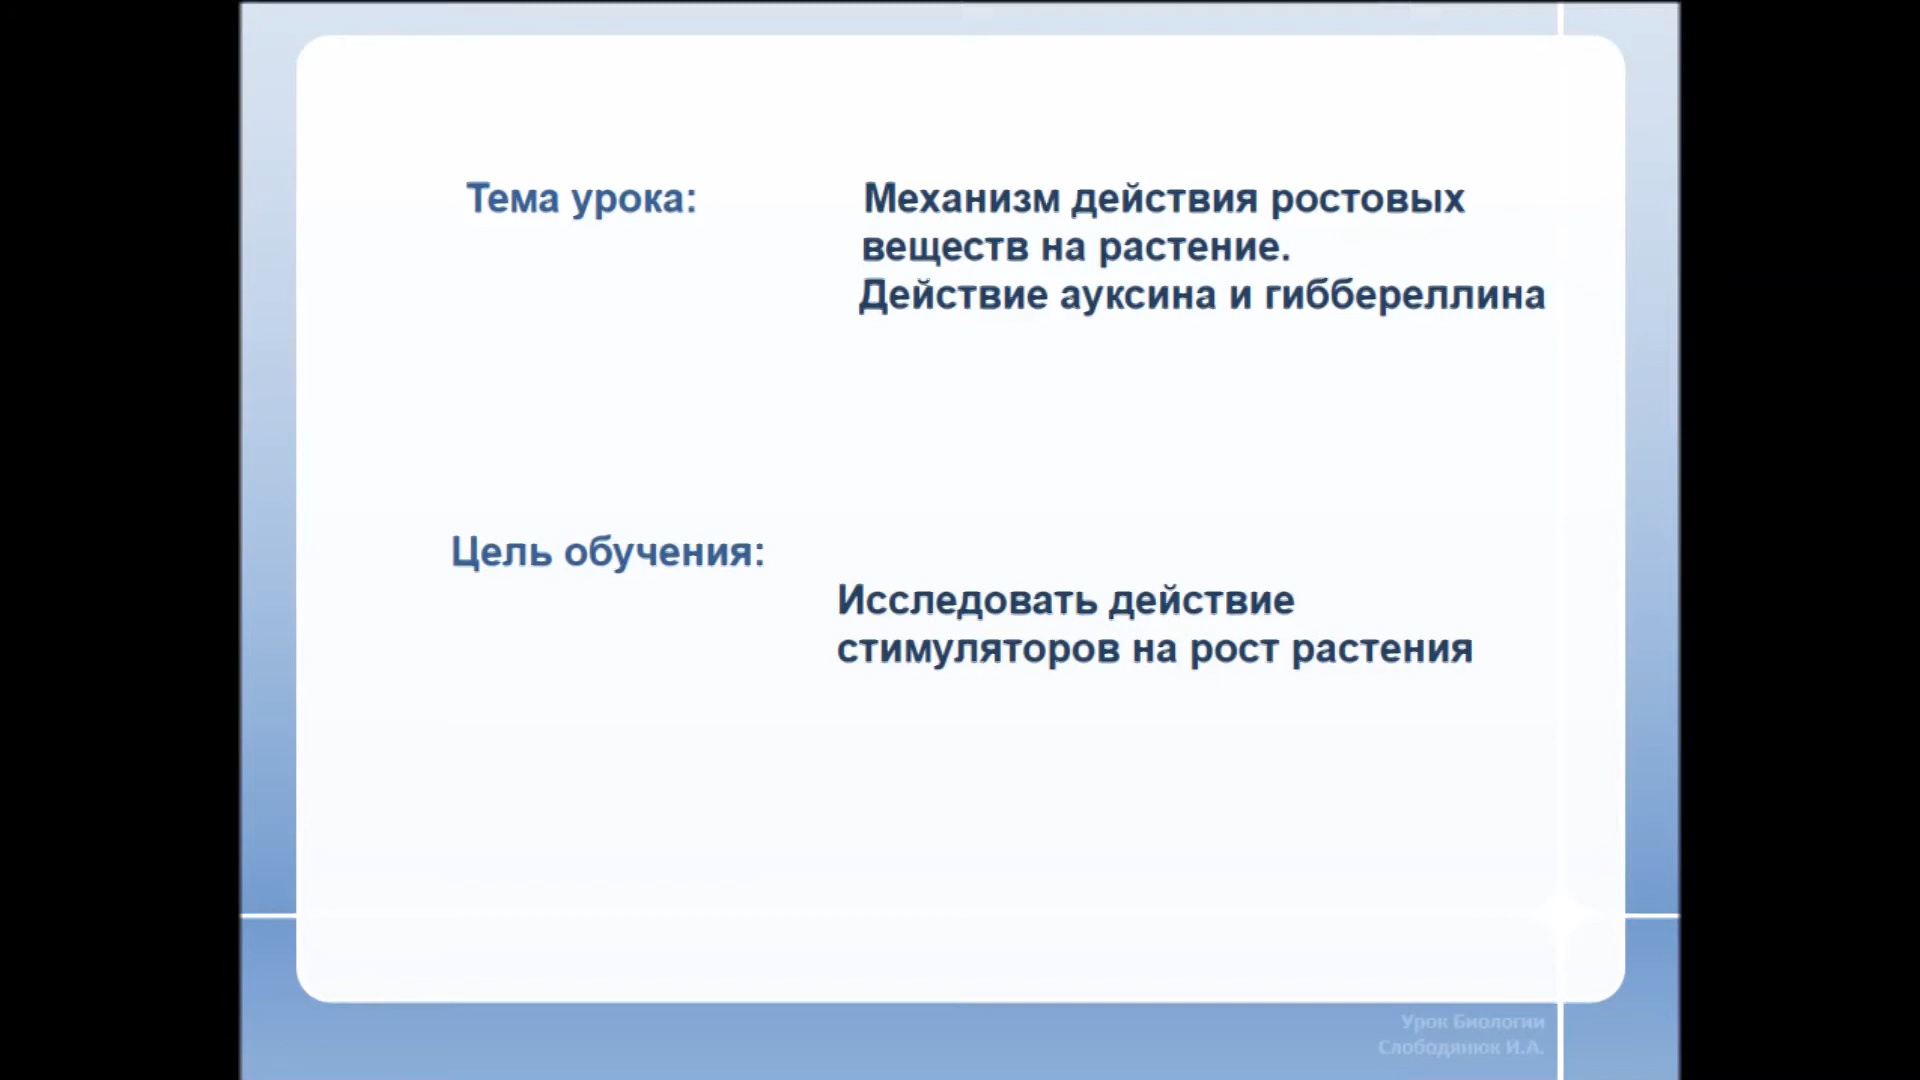 Тема урока:
Механизм действия ростовых
веществ на растение.
Действие ауксина и гиббереллина
Цель обучения:
Исследовать действие
стимуляторов на рост растения
Урок Биологии
Слободянюк И.А.